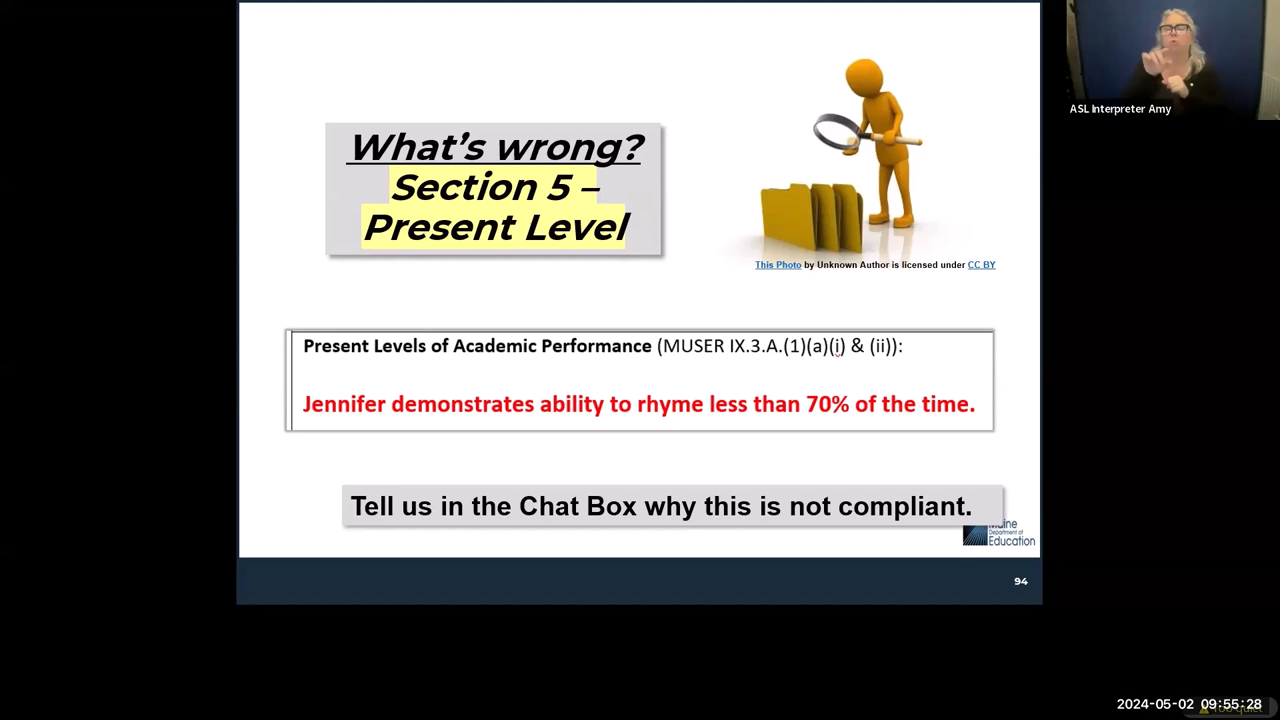 What's wrong?
Section 5 –
Present Level
This Photo by Unknown Author is licensed under CC BY
Present Levels of Academic Performance (MUSER IX.3.A.(1)(a)(i) & (ii)):
Jennifer demonstrates ability to rhyme less than 70% of the time.
Tell us in the Chat Box why this is not compliant.
Maine
Department of
Education
94
ASL Interpreter Amy
2024-05-02 09:55:28